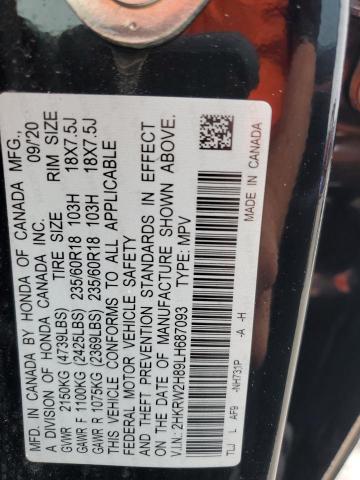 MFD. IN CANADA BY HONDA OF CANADA MFG.,
A DIVISION OF HONDA CANADA INC. 09/20
TIRE SIZE RIM SIZE
GVWR 2150KG (4739LBS)
GAWR F 1100KG (2425LBS) 235/60R18 103H 18X7.5J
GAWR R 1075KG (2369LBS) 235/60R18 103H 18X7.5J
THIS VEHICLE CONFORMS TO ALL APPLICABLE
FEDERAL MOTOR VEHICLE SAFETY
AND THEFT PREVENTION STANDARDS IN EFFECT
ON THE DATE OF MANUFACTURE SHOWN ABOVE.
V.I.N: 2HKRW2H89LH687093 TYPE: MPV
TLJ L AF9 -NH731P -A -H
MADE IN CANADA